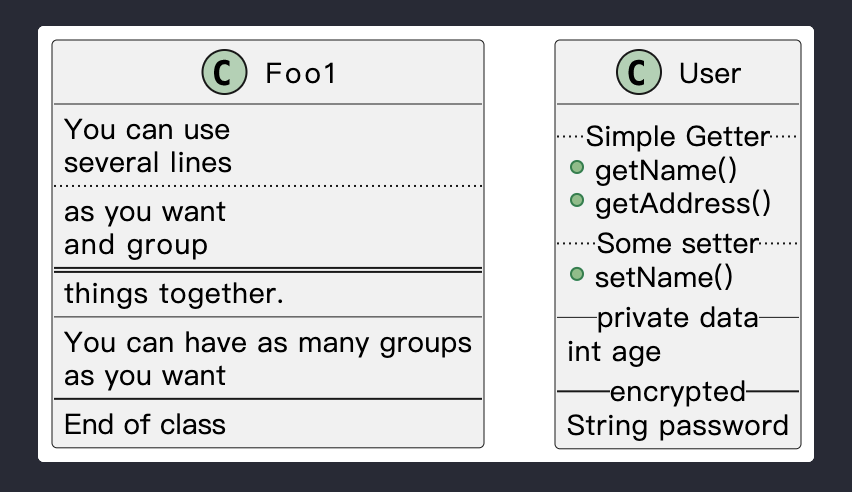 C Foo1
You can use
several lines
as you want
and group
things together.
You can have as many groups
as you want
End of class
C User
Simple Getter
getName()
getAddress()
Some setter
setName()
private data
int age
encrypted
String password